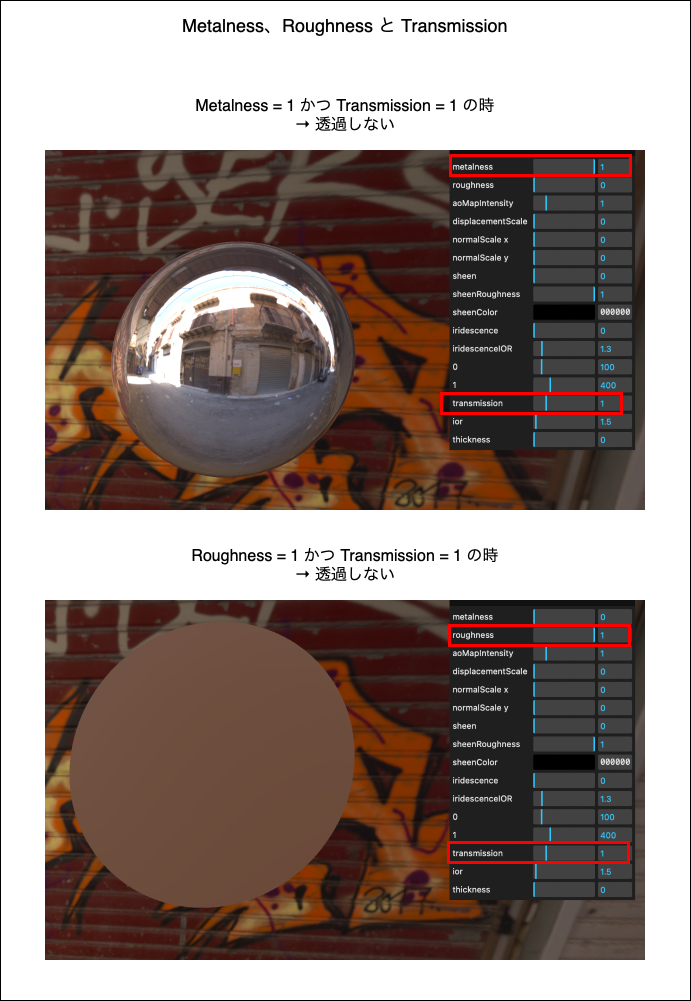 Metalness、Roughness と Transmission
Metalness = 1 かつ Transmission = 1 の時
→ 透過しない
metalness 1
roughness 0
aoMapIntensity 1
displacementScale 0
normalScale x 0
normalScale y 0
sheen 0
sheenRoughness 1
sheenColor 000000
iridescence 0
iridescenceIOR 1.3
0 100
1 400
transmission 1
ior 1.5
thickness 0
Roughness = 1 かつ Transmission = 1 の時
→ 透過しない
metalness 0
roughness 1
aoMapIntensity 1
displacementScale 0
normalScale x 0
normalScale y 0
sheen 0
sheenRoughness 1
sheenColor 000000
iridescence 0
iridescenceIOR 1.3
0 100
1 400
transmission 1
ior 1.5
thickness 0